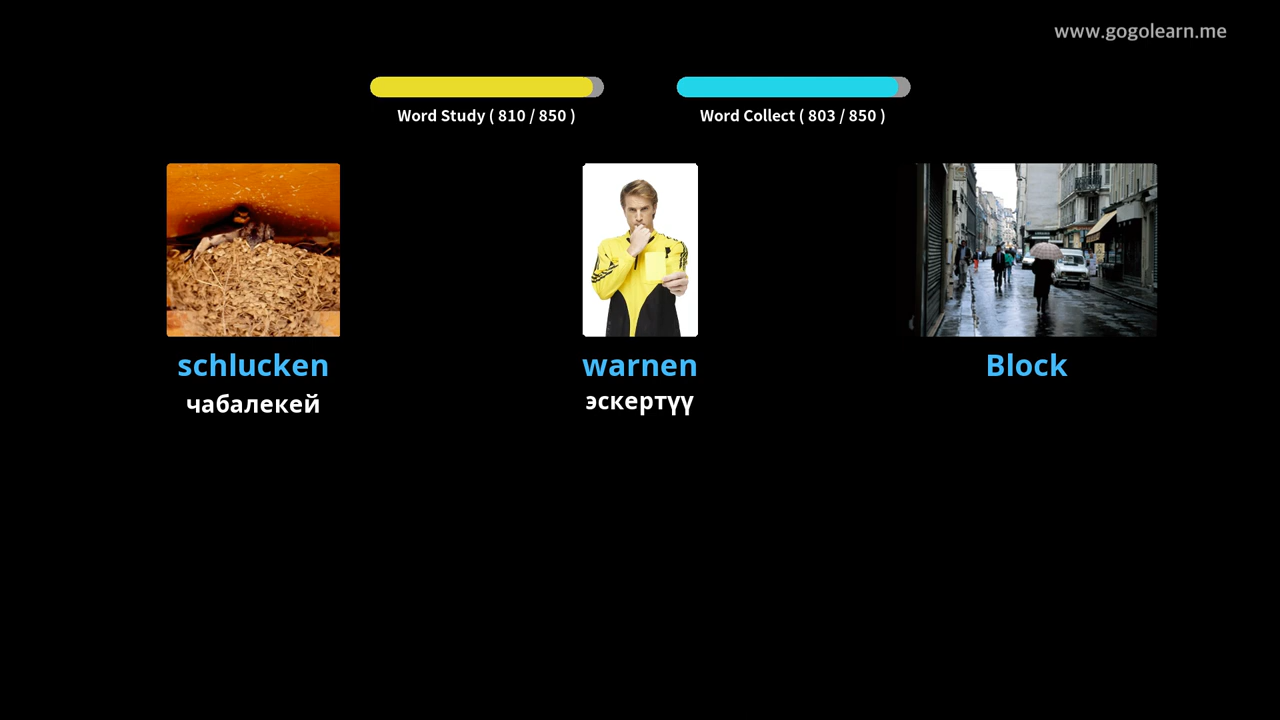 www.gogolearn.me
Word Study ( 810 / 850 )
Word Collect ( 803 / 850 )
schlucken
warnen
Block
чабалекей
эскертүү